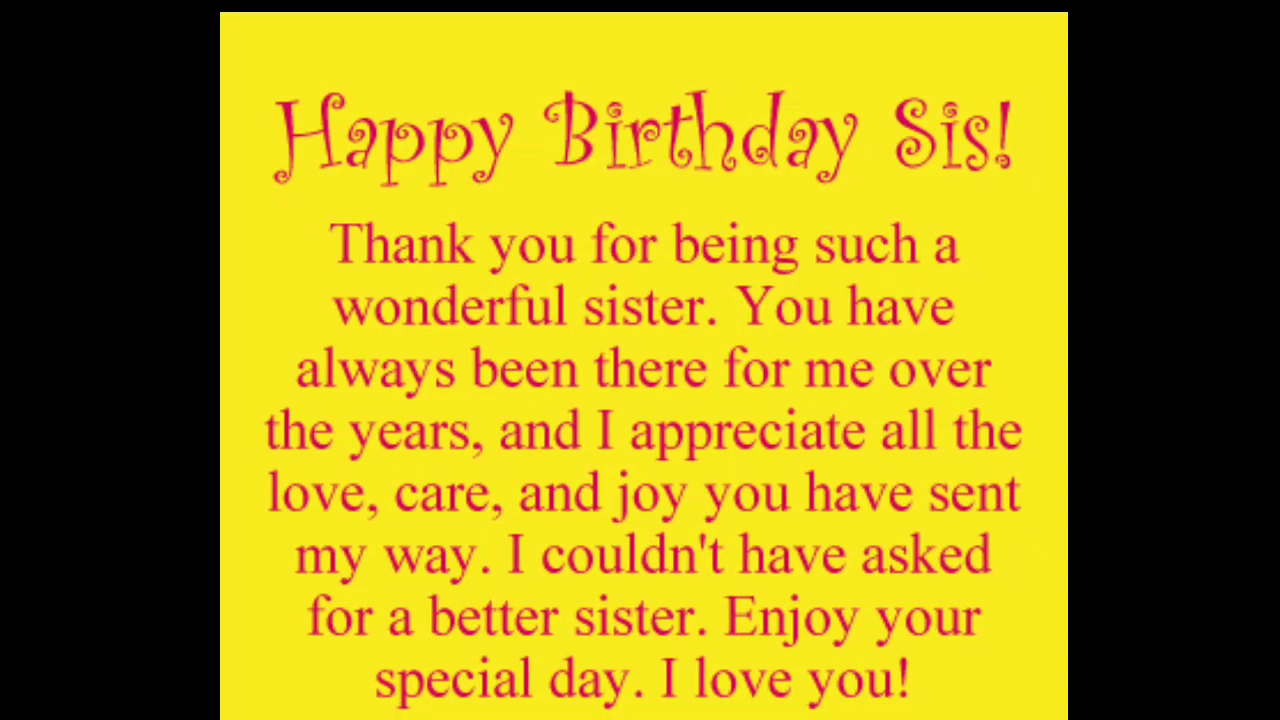 Happy Birthday Sis!
Thank you for being such a
wonderful sister. You have
always been there for me over
the years, and I appreciate all the
love, care, and joy you have sent
my way. I couldn't have asked
for a better sister. Enjoy your
special day. I love you!